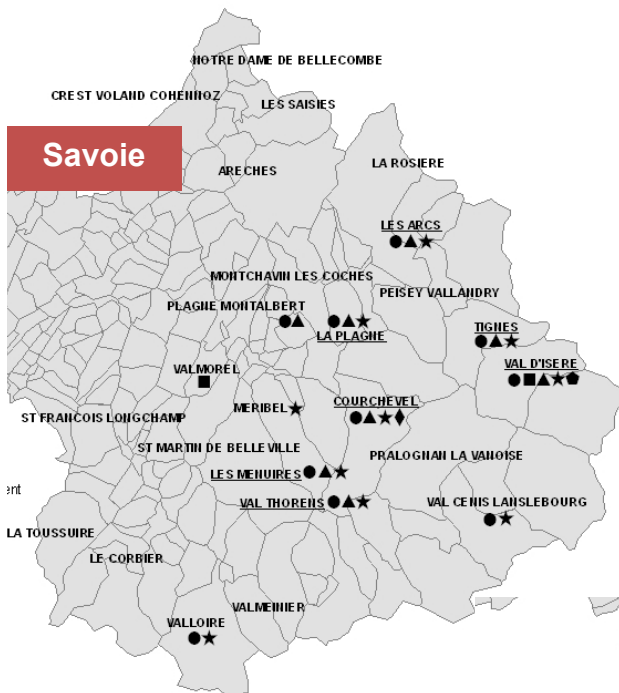 NOTRE DAME DE BELLECOMBE
CREST VOLAND COHENNOZ
LES SAISIES
Savoie
LA ROSIERE
ARECHES
LES ARCS
MONTCHAVIN LES COCHES
PEISEY VALLANDRY
PLAGNE MONTALBERT
LA PLAGNE
TIGNES
VAL D'ISERE
VALMOREL
COURCHEVEL
MERIBEL
ST FRANCOIS LONGCHAMP
ST MARTIN DE BELLEVILLE
PRALOGNAN LA VANOISE
LES MENUIRES
ent
VAL THORENS
VAL CENIS LANSLEBOURG
LA TOUSSUIRE
LE CORBIER
VALMEINIER
VALLOIRE